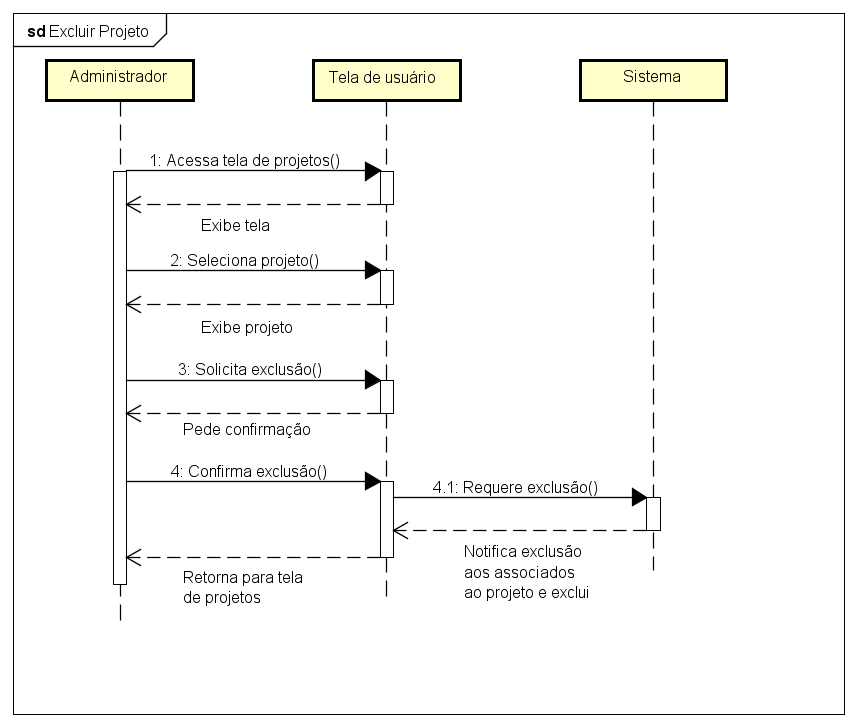 sd Excluir Projeto
Administrador
Tela de usuário
Sistema
1: Acessa tela de projetos()
Exibe tela
2: Seleciona projeto()
Exibe projeto
3: Solicita exclusão()
Pede confirmação
4: Confirma exclusão()
4.1: Requere exclusão()
Notifica exclusão
aos associados
ao projeto e exclui
Retorna para tela
de projetos